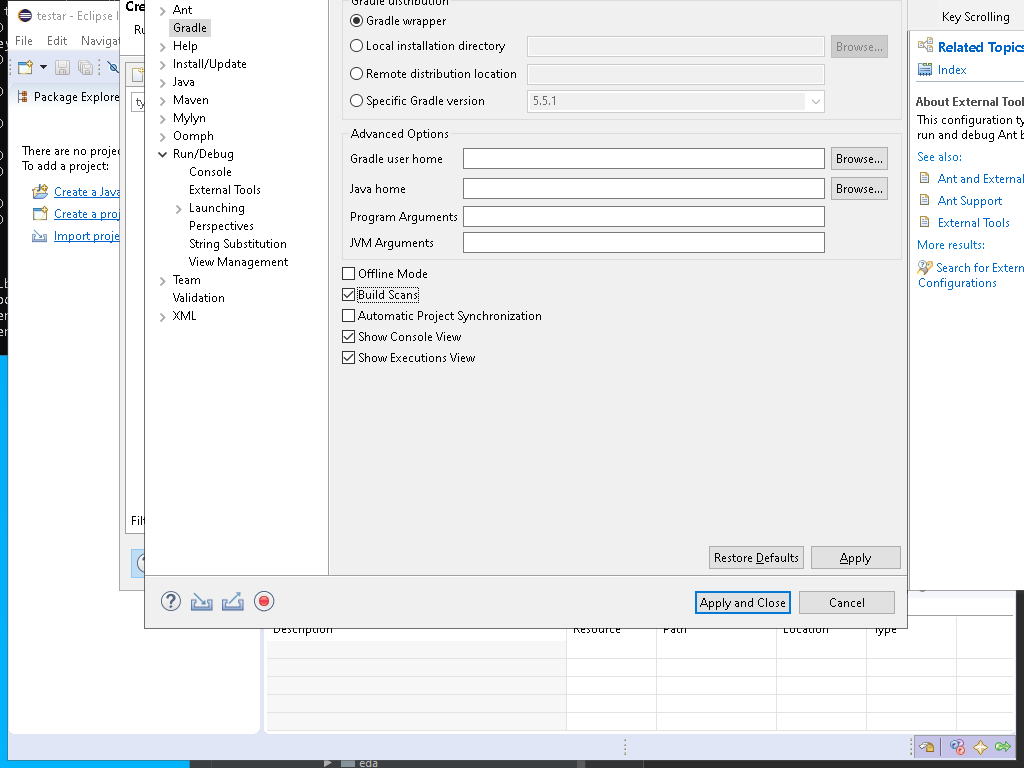 testar - Eclipse I
File Edit Navigat
Package Explore
There are no projec
To add a project:
Create a Java
Create a proj
Import proje
Cre
Ru
ty
Filt
Ant
Gradle
Help
Install/Update
Java
Maven
Mylyn
Oomph
Run/Debug
Console
External Tools
Launching
Perspectives
String Substitution
View Management
Team
Validation
XML
Gradle distribution
Gradle wrapper
Local installation directory
Browse...
Remote distribution location
Specific Gradle version
5.5.1
Advanced Options
Gradle user home
Browse...
Java home
Browse...
Program Arguments
JVM Arguments
Offline Mode
Build Scans
Automatic Project Synchronization
Show Console View
Show Executions View
Restore Defaults
Apply
Apply and Close
Cancel
Key Scrolling
Related Topics
Index
About External Tool
This configuration ty
run and debug Ant b
See also:
Ant and External
Ant Support
External Tools
More results:
Search for Extern
Configurations
Description
Resource
Path
Location
Type
eda